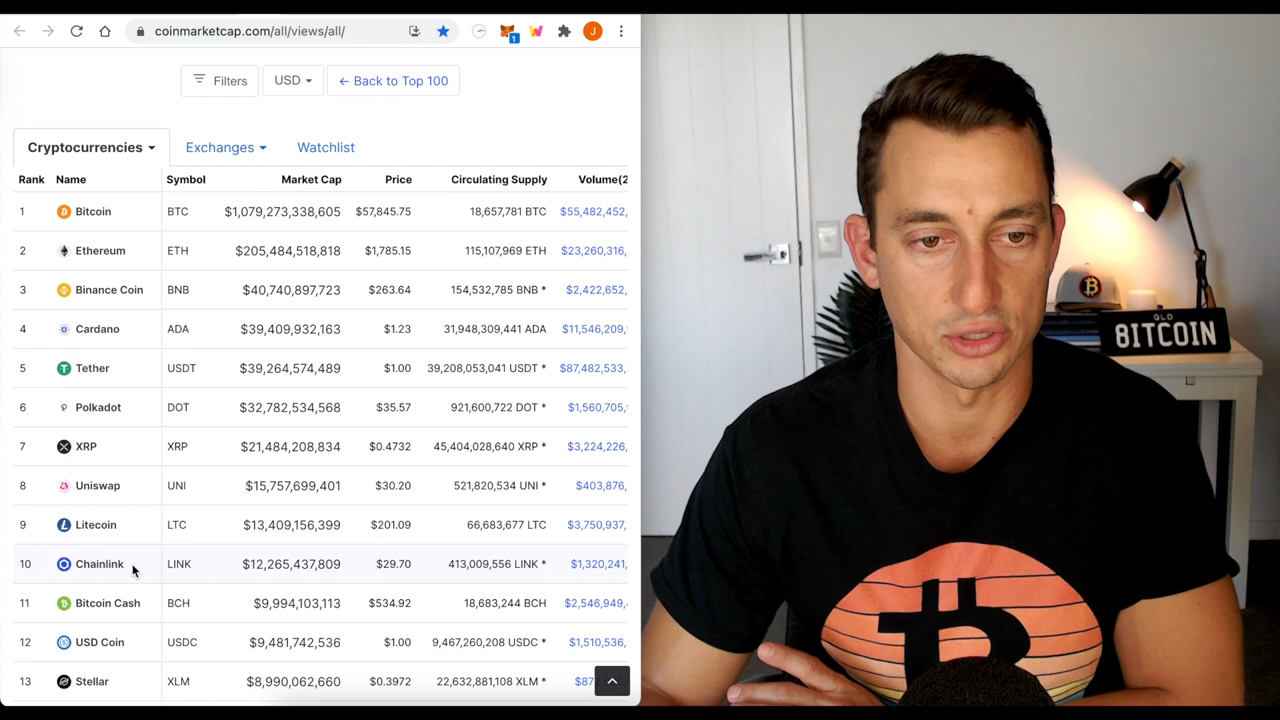 coinmarketcap.com/all/views/all/
1
J
Filters
USD
← Back to Top 100
Cryptocurrencies
Exchanges
Watchlist
Rank Name Symbol Market Cap Price Circulating Supply Volume(2
1 Bitcoin BTC $1,079,273,338,605 $57,845.75 18,657,781 BTC $55,482,452,
2 Ethereum ETH $205,484,518,818 $1,785.15 115,107,969 ETH $23,260,316,
3 Binance Coin BNB $40,740,897,723 $263.64 154,532,785 BNB * $2,422,652,
4 Cardano ADA $39,409,932,163 $1.23 31,948,309,441 ADA $11,546,209,
5 Tether USDT $39,264,574,489 $1.00 39,208,053,041 USDT * $87,482,533,
6 Polkadot DOT $32,782,534,568 $35.57 921,600,722 DOT * $1,560,705,
7 XRP XRP $21,484,208,834 $0.4732 45,404,028,640 XRP * $3,224,226,
8 Uniswap UNI $15,757,699,401 $30.20 521,820,534 UNI * $403,876,
9 Litecoin LTC $13,409,156,399 $201.09 66,683,677 LTC $3,750,937,
10 Chainlink LINK $12,265,437,809 $29.70 413,009,556 LINK * $1,320,241,
11 Bitcoin Cash BCH $9,994,103,113 $534.92 18,683,244 BCH $2,546,949,
12 USD Coin USDC $9,481,742,536 $1.00 9,467,260,208 USDC * $1,510,536,
13 Stellar XLM $8,990,062,660 $0.3972 22,632,881,108 XLM *
QLD
8ITCOIN